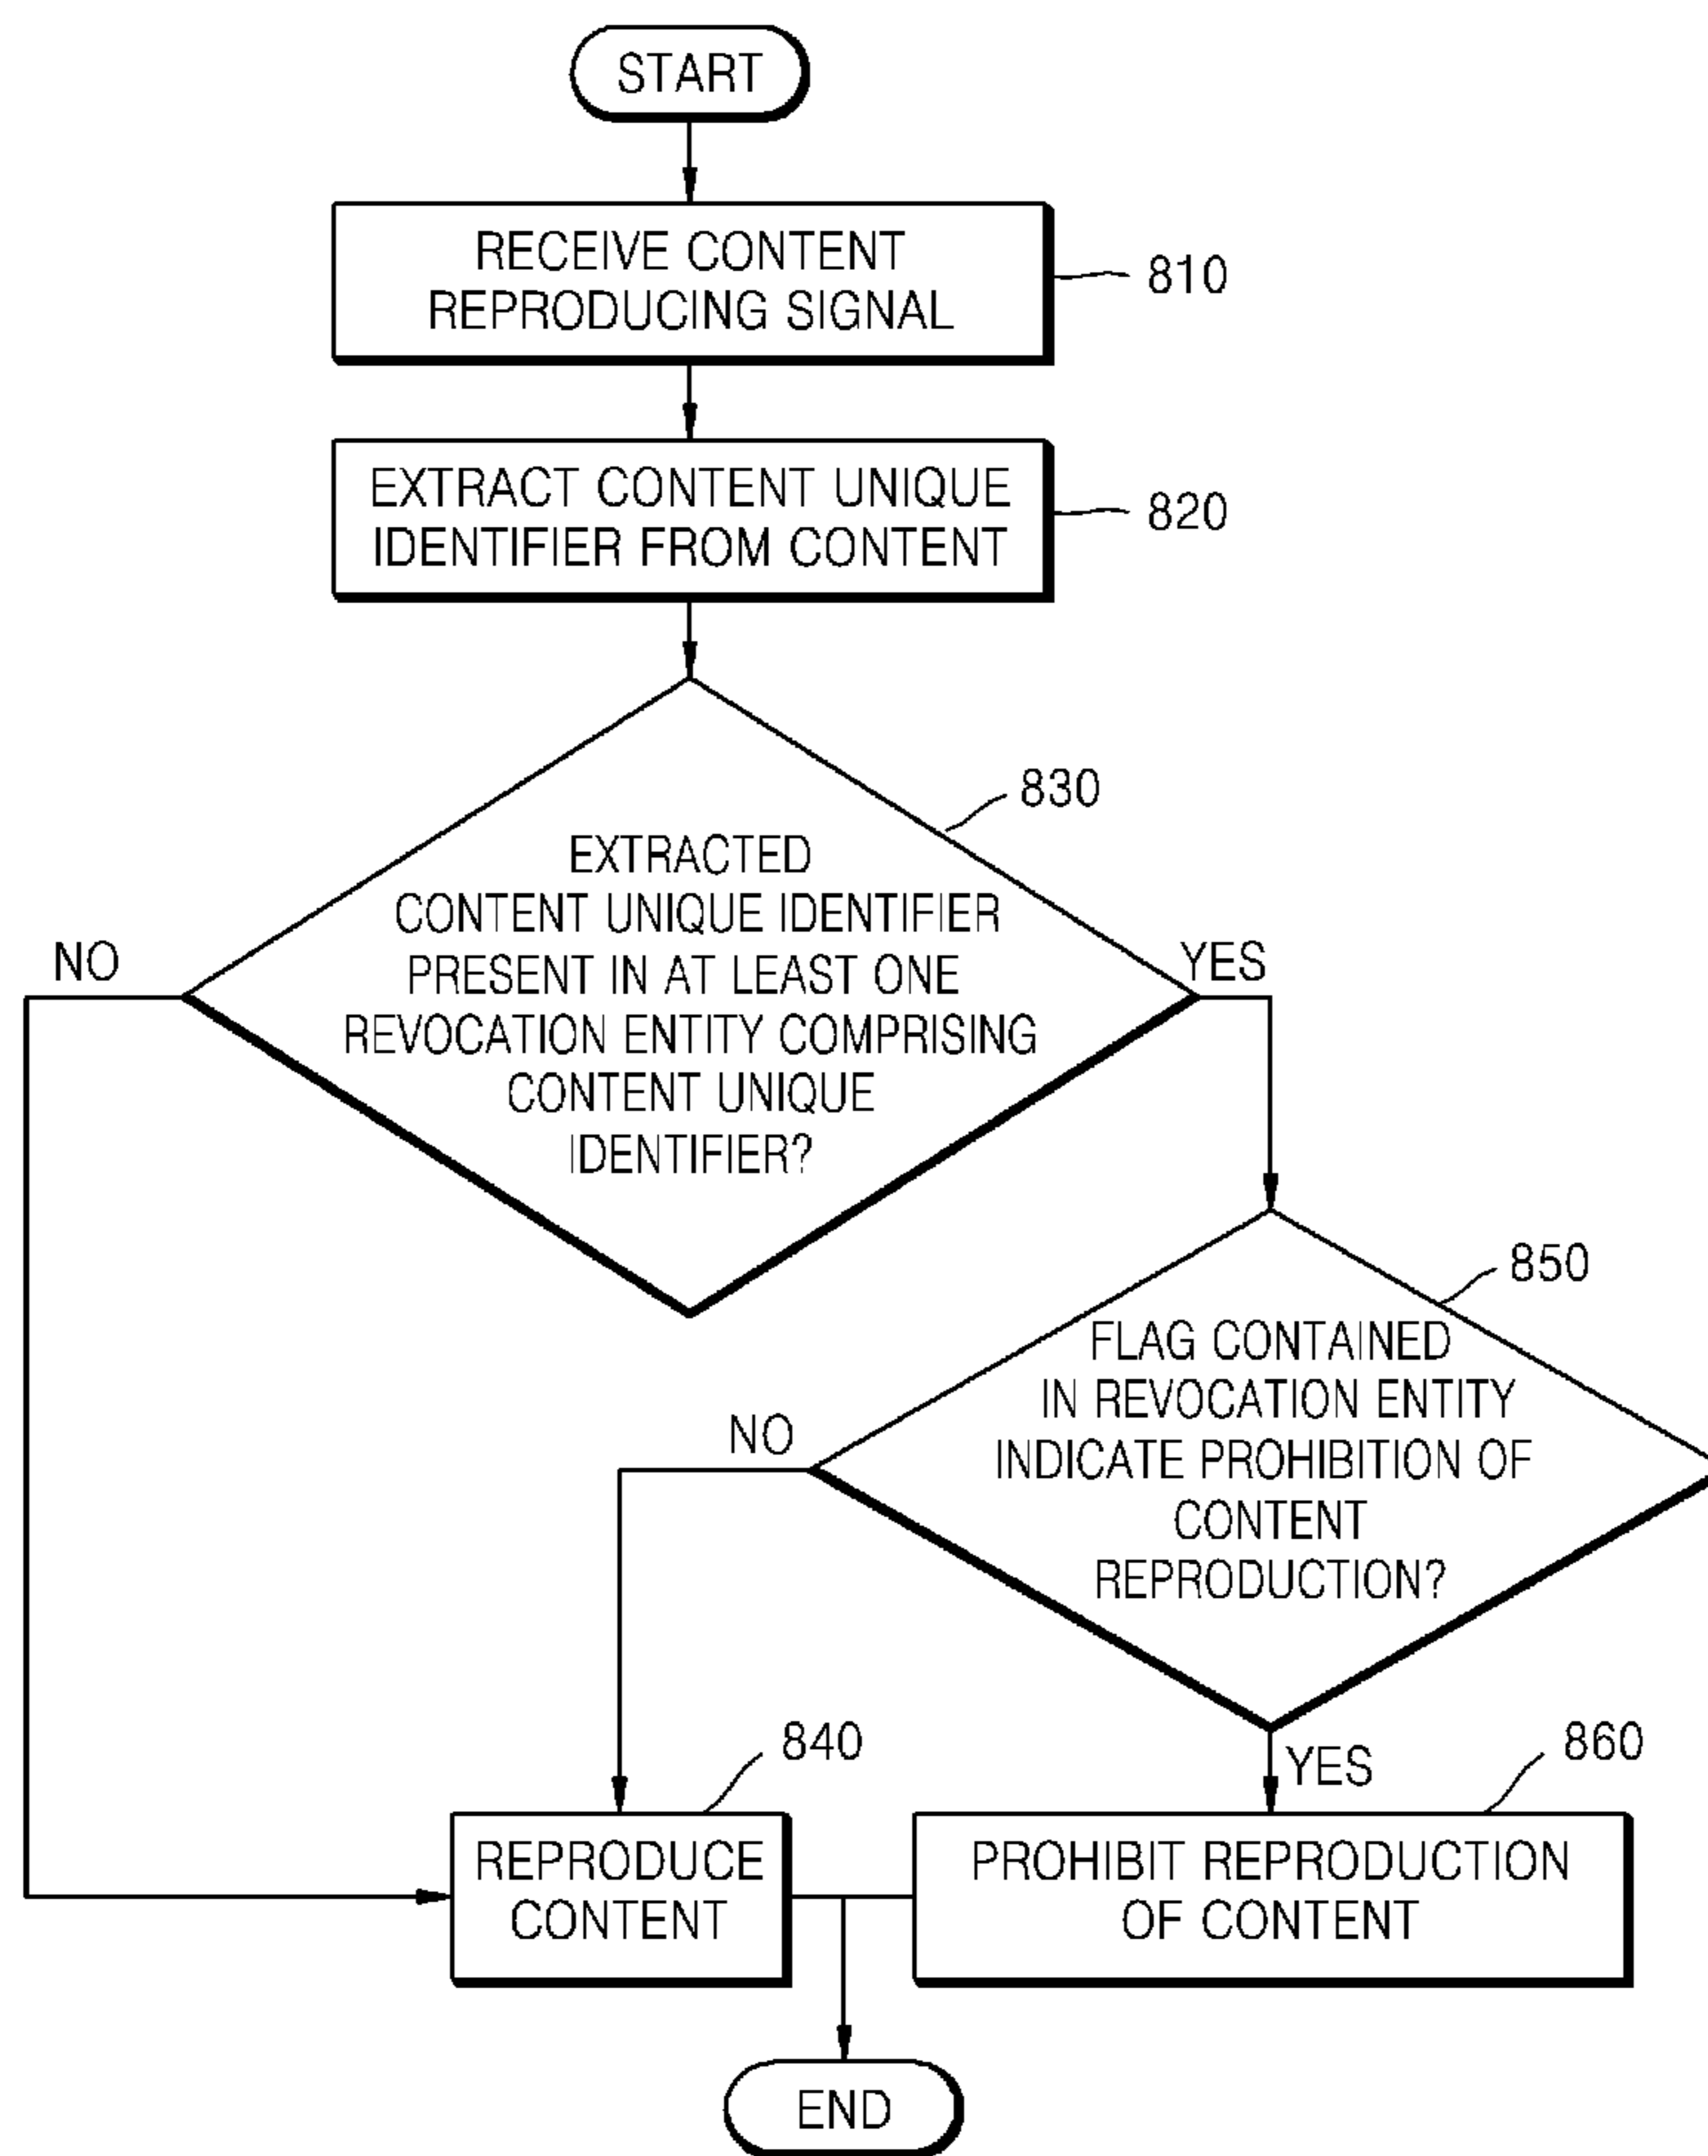 START
RECEIVE CONTENT
REPRODUCING SIGNAL
810
EXTRACT CONTENT UNIQUE
IDENTIFIER FROM CONTENT
820
830
EXTRACTED
CONTENT UNIQUE IDENTIFIER
PRESENT IN AT LEAST ONE
REVOCATION ENTITY COMPRISING
CONTENT UNIQUE
IDENTIFIER?
NO
YES
850
FLAG CONTAINED
IN REVOCATION ENTITY
INDICATE PROHIBITION OF
CONTENT
REPRODUCTION?
NO
YES
840
REPRODUCE
CONTENT
860
PROHIBIT REPRODUCTION
OF CONTENT
END